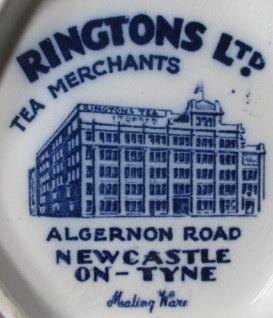 RINGTONS LTD
TEA MERCHANTS
RINGTONS TEA
ALGERNON ROAD
NEWCASTLE
ON-TYNE
Maling Ware